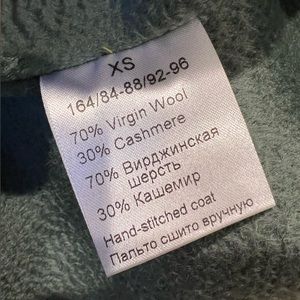 XS
164/84-88/92-96
70% Virgin Wool
30% Cashmere
70% Вирджинская
шерсть
30% Кашемир
Hand-stitched coat
Пальто сшито вручную